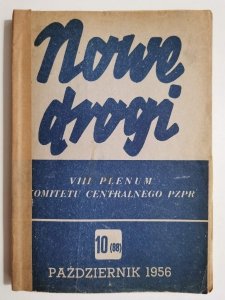 Nowe
drogi
VIII PLENUM
KOMITETU CENTRALNEGO PZPR
10 (88)
PAŹDZIERNIK 1956